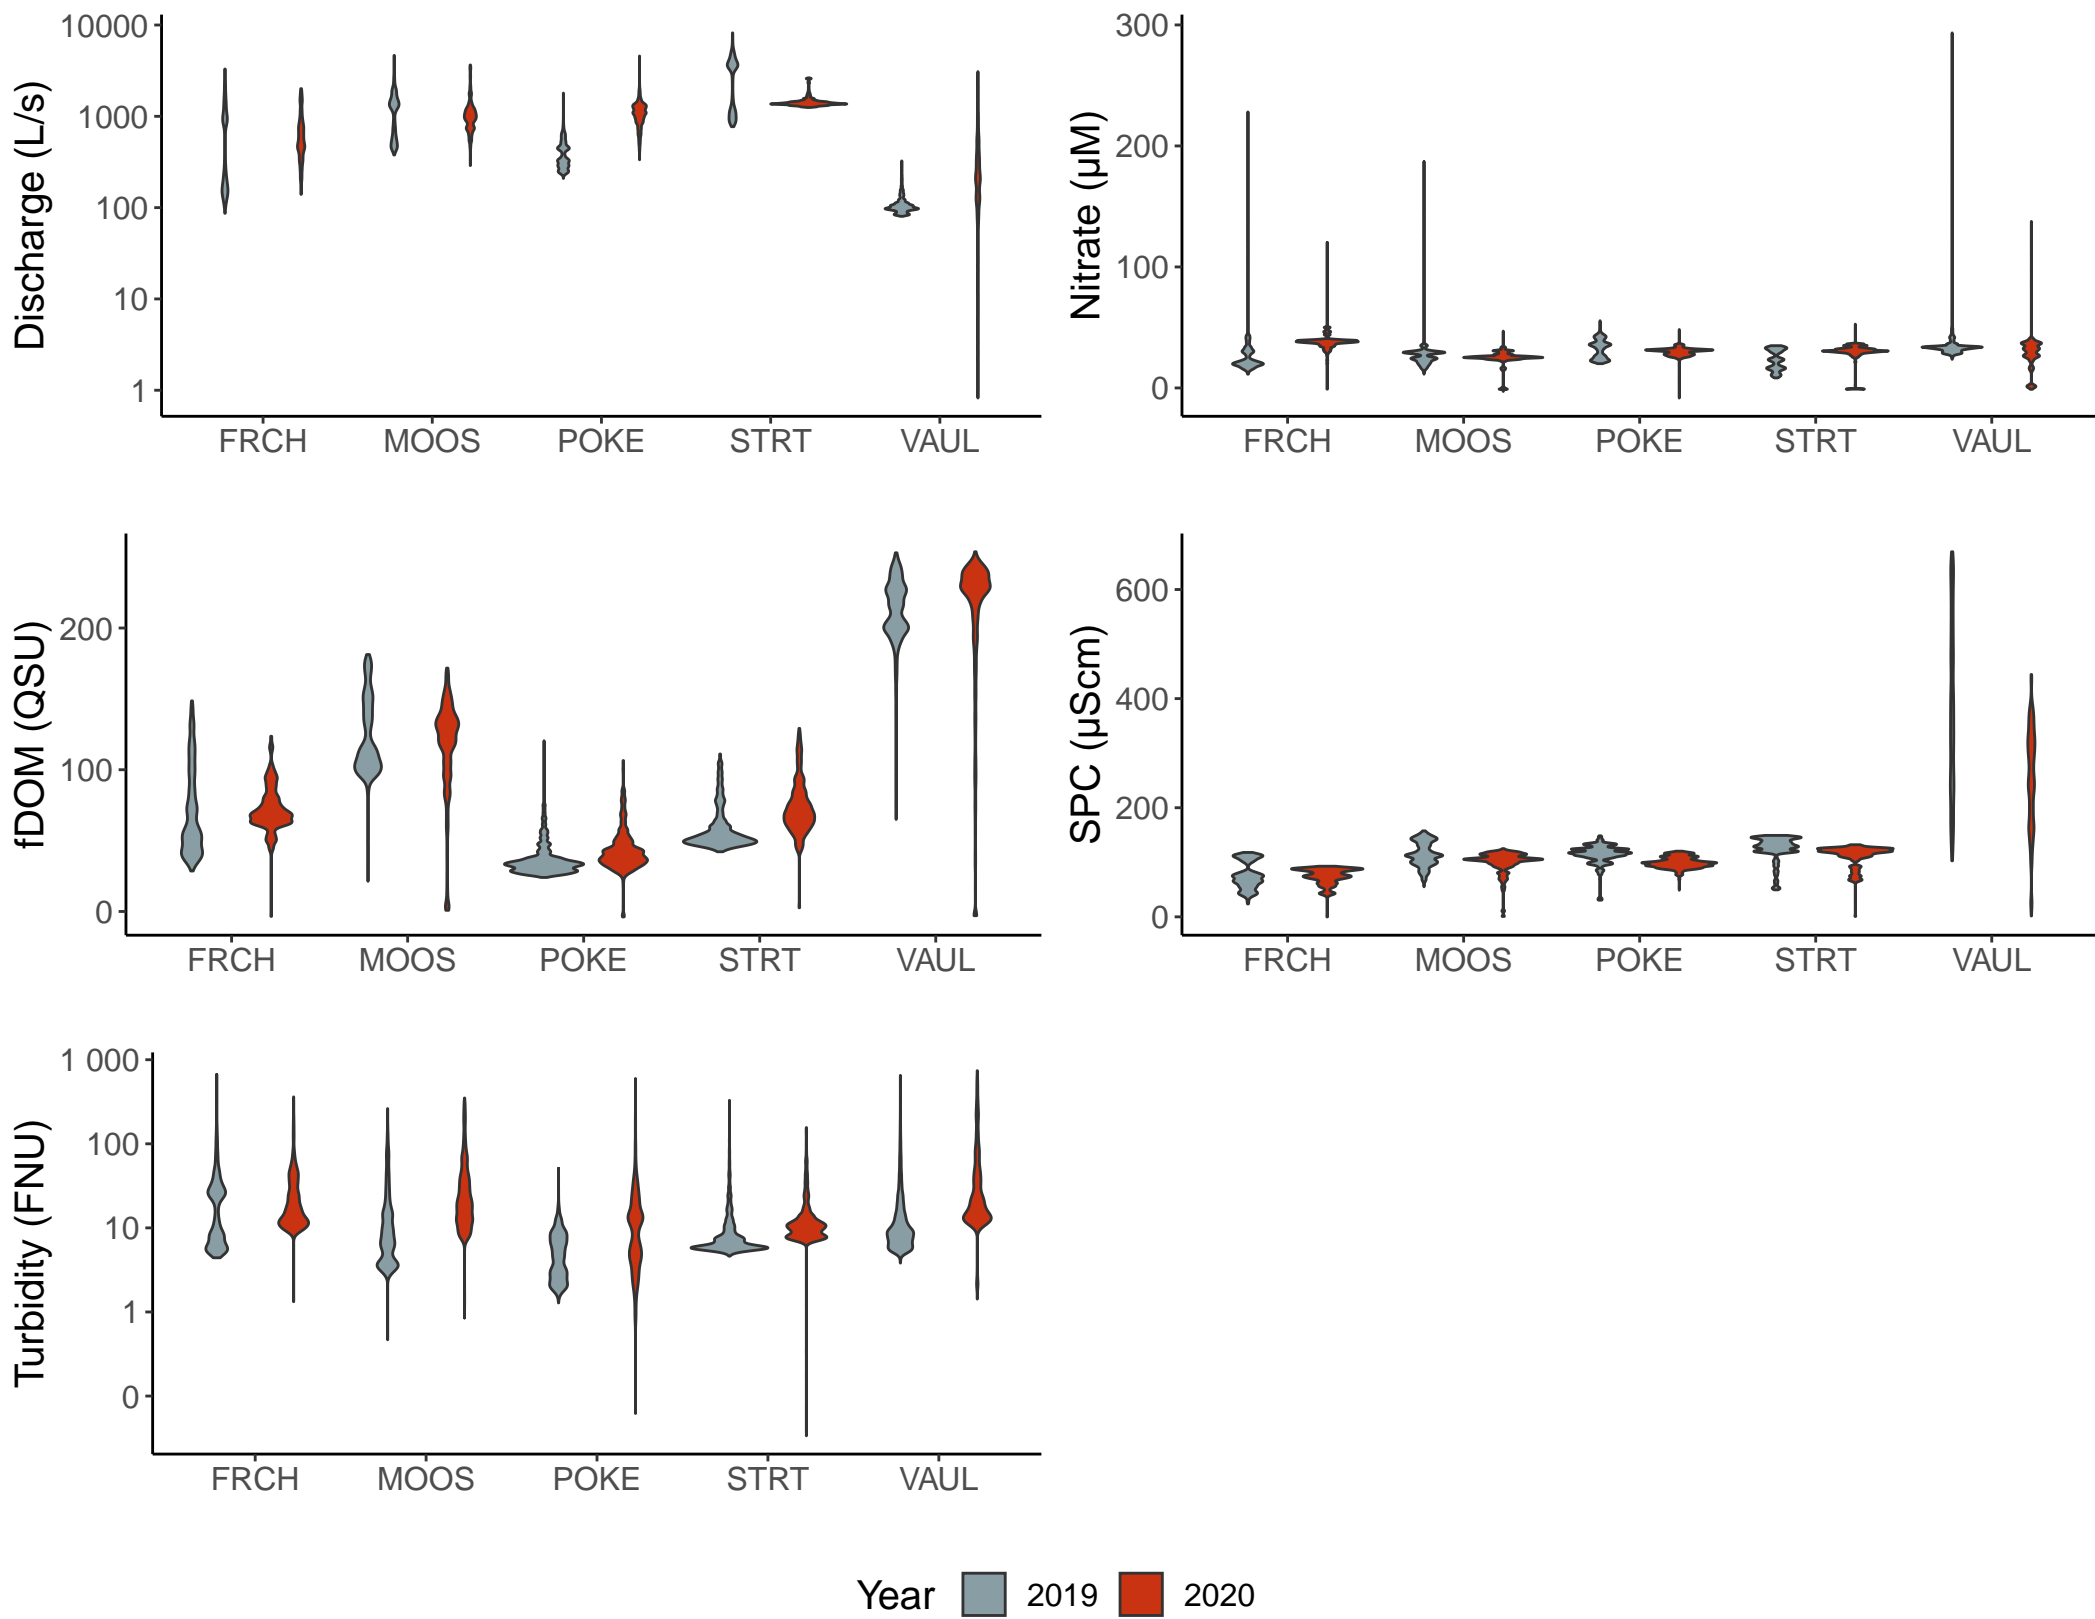 Discharge (L/s)
10000
1000
100
10
1
FRCH MOOS POKE STRT VAUL
Nitrate (µM)
300
200
100
0
FRCH MOOS POKE STRT VAUL
fDOM (QSU)
200
100
0
FRCH MOOS POKE STRT VAUL
SPC (µScm)
600
400
200
0
FRCH MOOS POKE STRT VAUL
Turbidity (FNU)
1 000
100
10
1
0
FRCH MOOS POKE STRT VAUL
Year 2019 2020